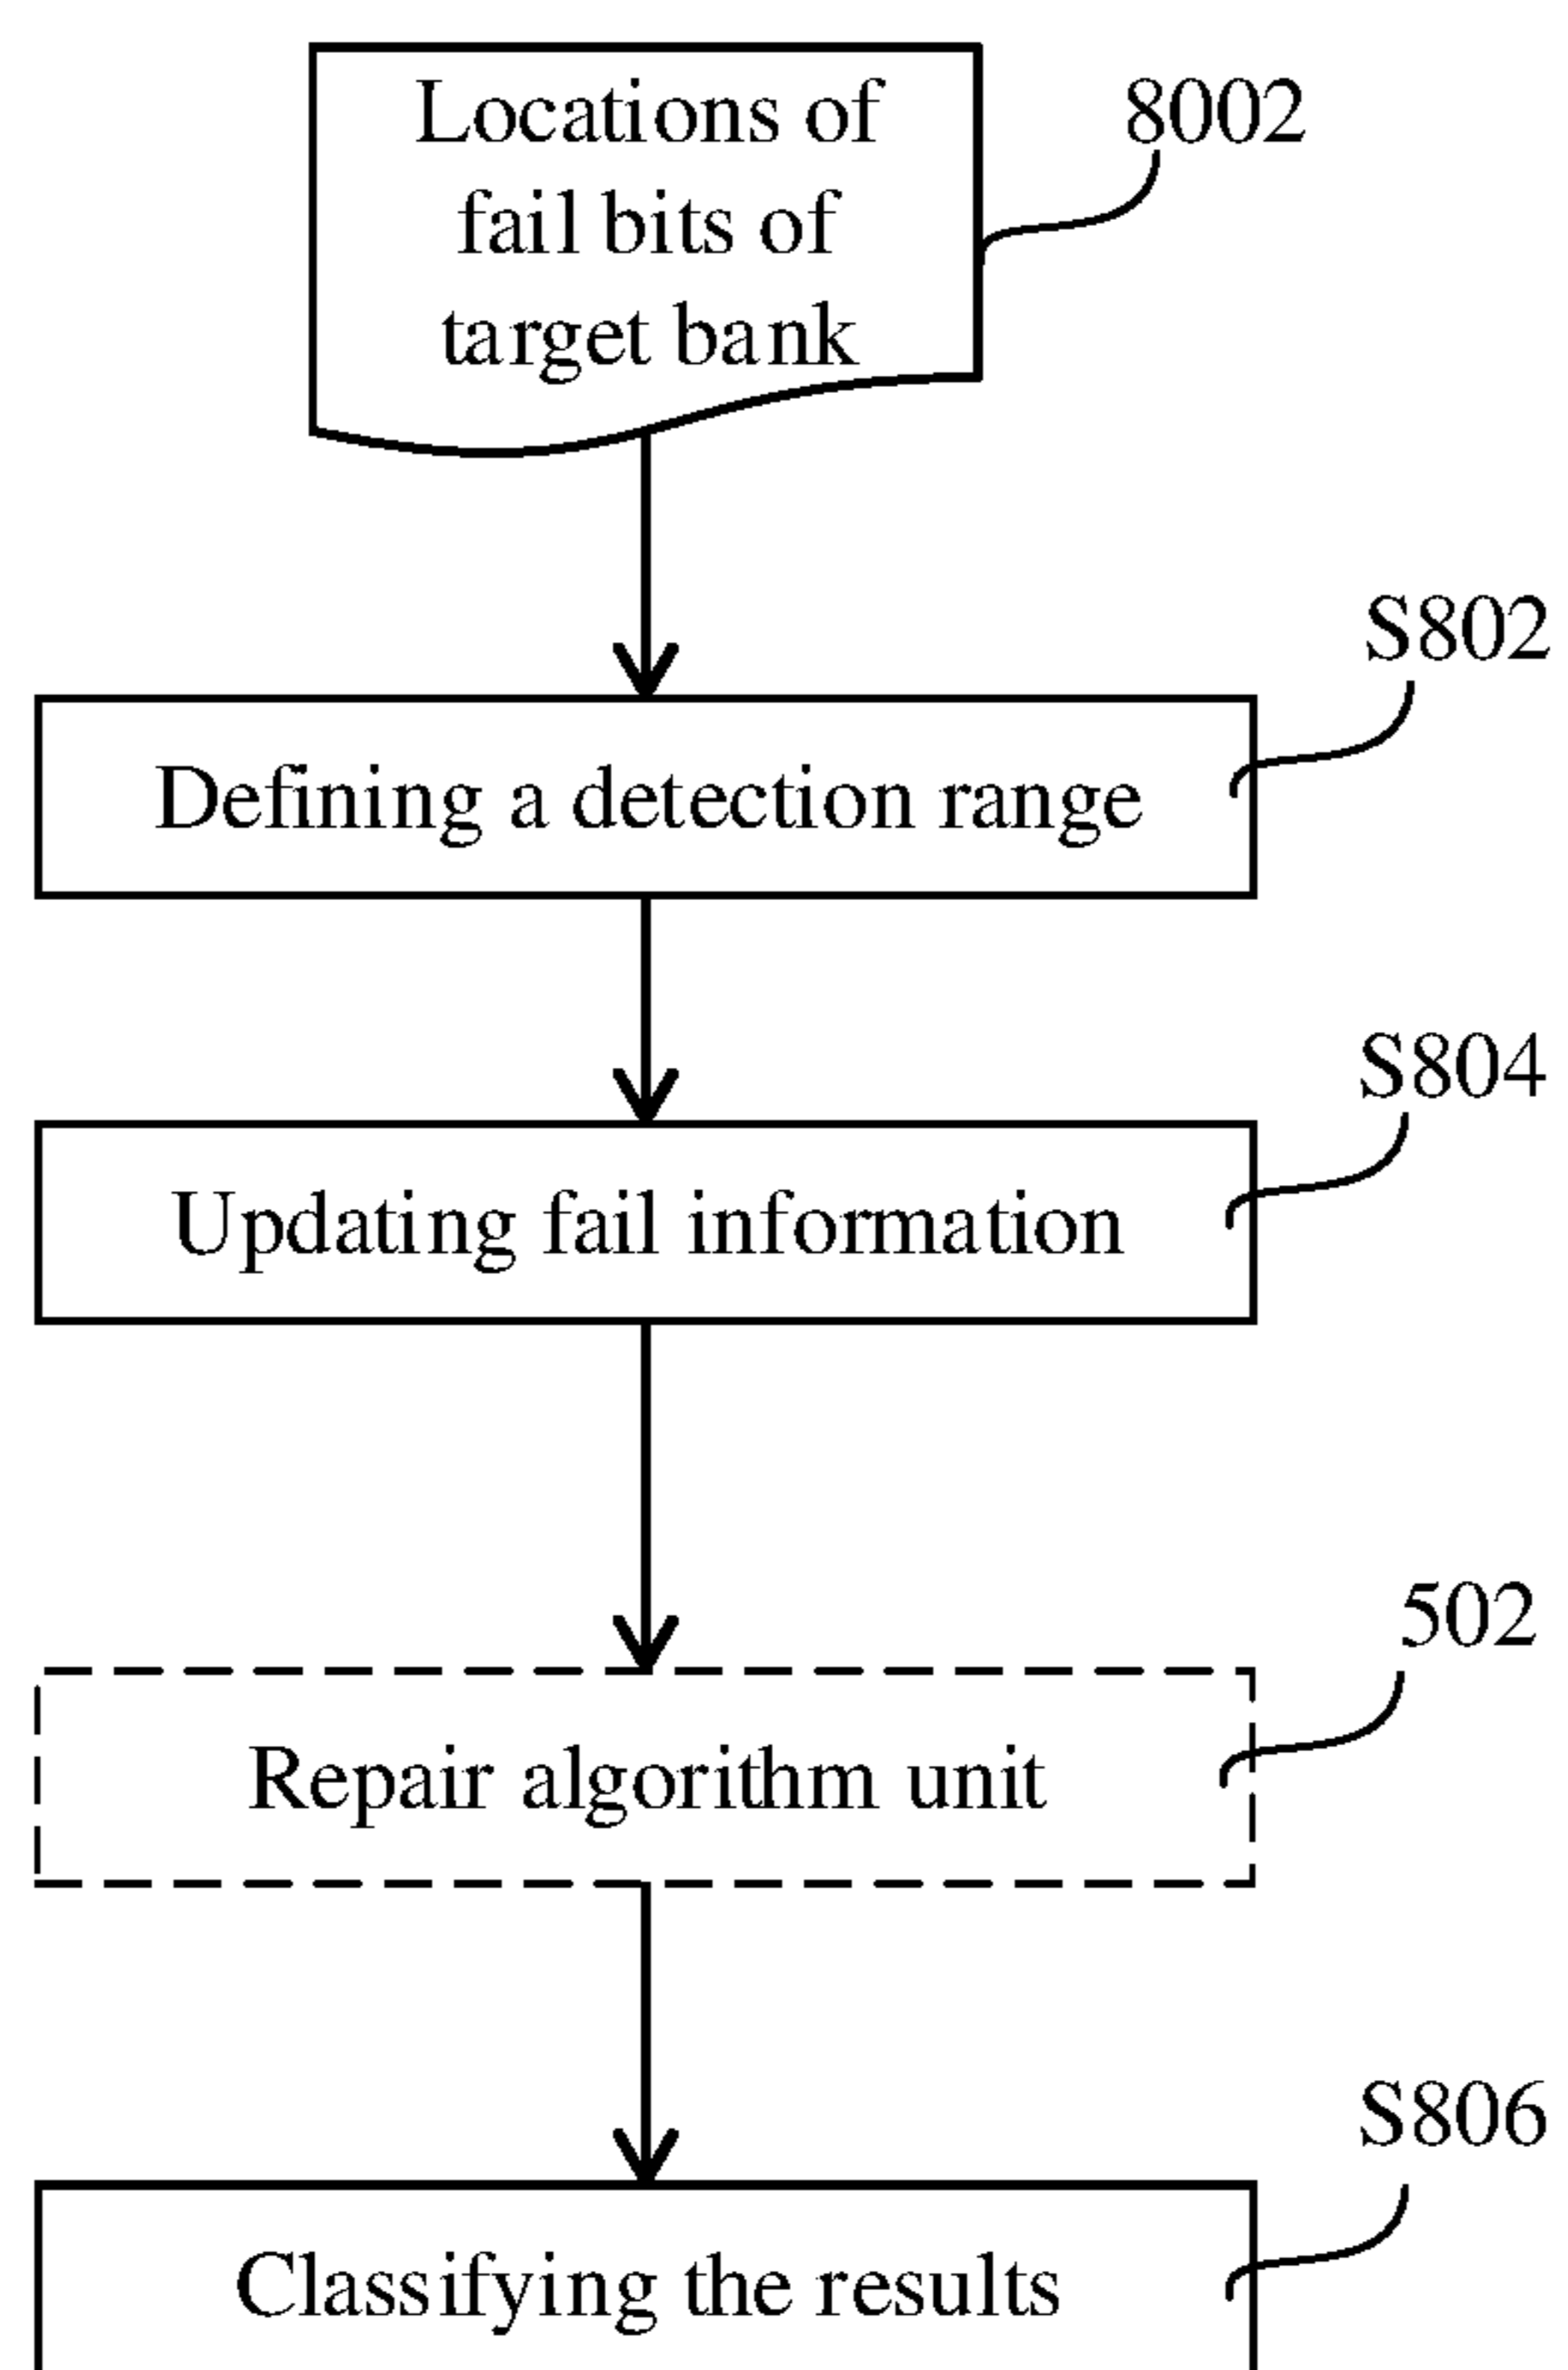 Locations of
fail bits of
target bank
8002
S802
Defining a detection range
S804
Updating fail information
502
Repair algorithm unit
S806
Classifying the results